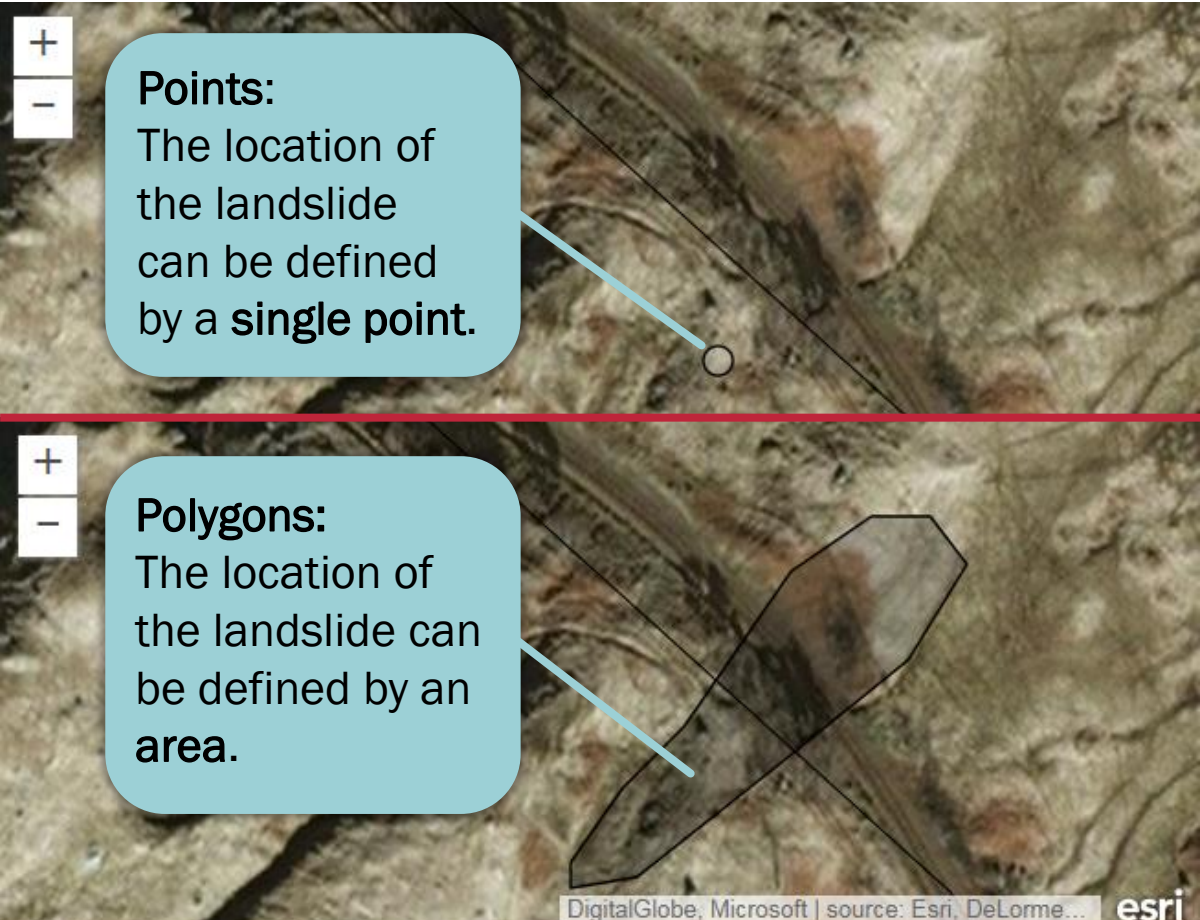 +
−
Points:
The location of
the landslide
can be defined
by a single point.
+
−
Polygons:
The location of
the landslide can
be defined by an
area.
DigitalGlobe, Microsoft | source: Esri, DeLorme...
esri